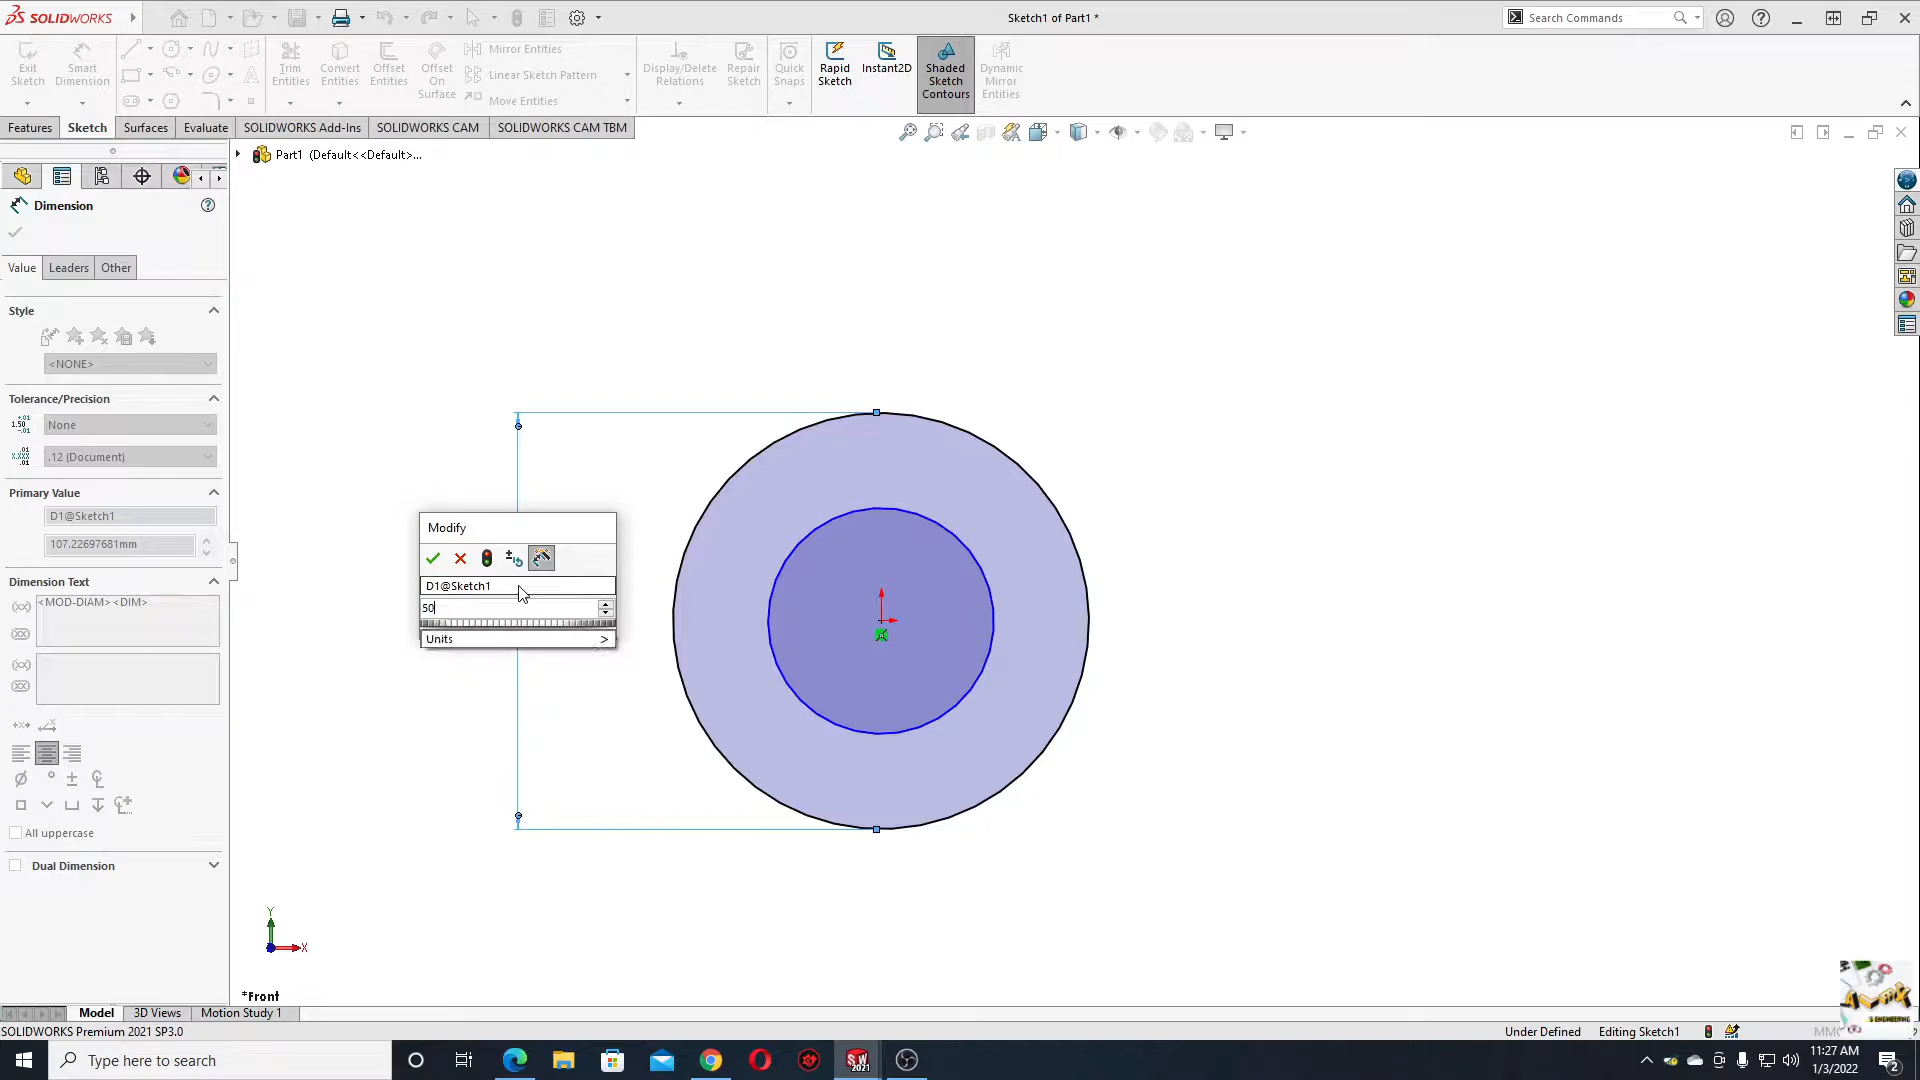 SOLIDWORKS
Sketch1 of Part1 *
Search Commands
Exit Sketch
Smart Dimension
Trim Entities
Convert Entities
Offset Entities
Offset On Surface
Mirror Entities
Linear Sketch Pattern
Move Entities
Display/Delete Relations
Repair Sketch
Quick Snaps
Rapid Sketch
Instant2D
Shaded Sketch Contours
Dynamic Mirror Entities
Features
Sketch
Surfaces
Evaluate
SOLIDWORKS Add-Ins
SOLIDWORKS CAM
SOLIDWORKS CAM TBM
Part1 (Default<<Default>...
Dimension
Value
Leaders
Other
Style
<NONE>
Tolerance/Precision
None
.12 (Document)
Primary Value
D1@Sketch1
107.22697681mm
Dimension Text
<MOD-DIAM><DIM>
All uppercase
Dual Dimension
Modify
D1@Sketch1
50
Units
Y
X
*Front
Model
3D Views
Motion Study 1
SOLIDWORKS Premium 2021 SP3.0
Under Defined
Editing Sketch1
Type here to search
SW
2021
11:27 AM
1/3/2022
2